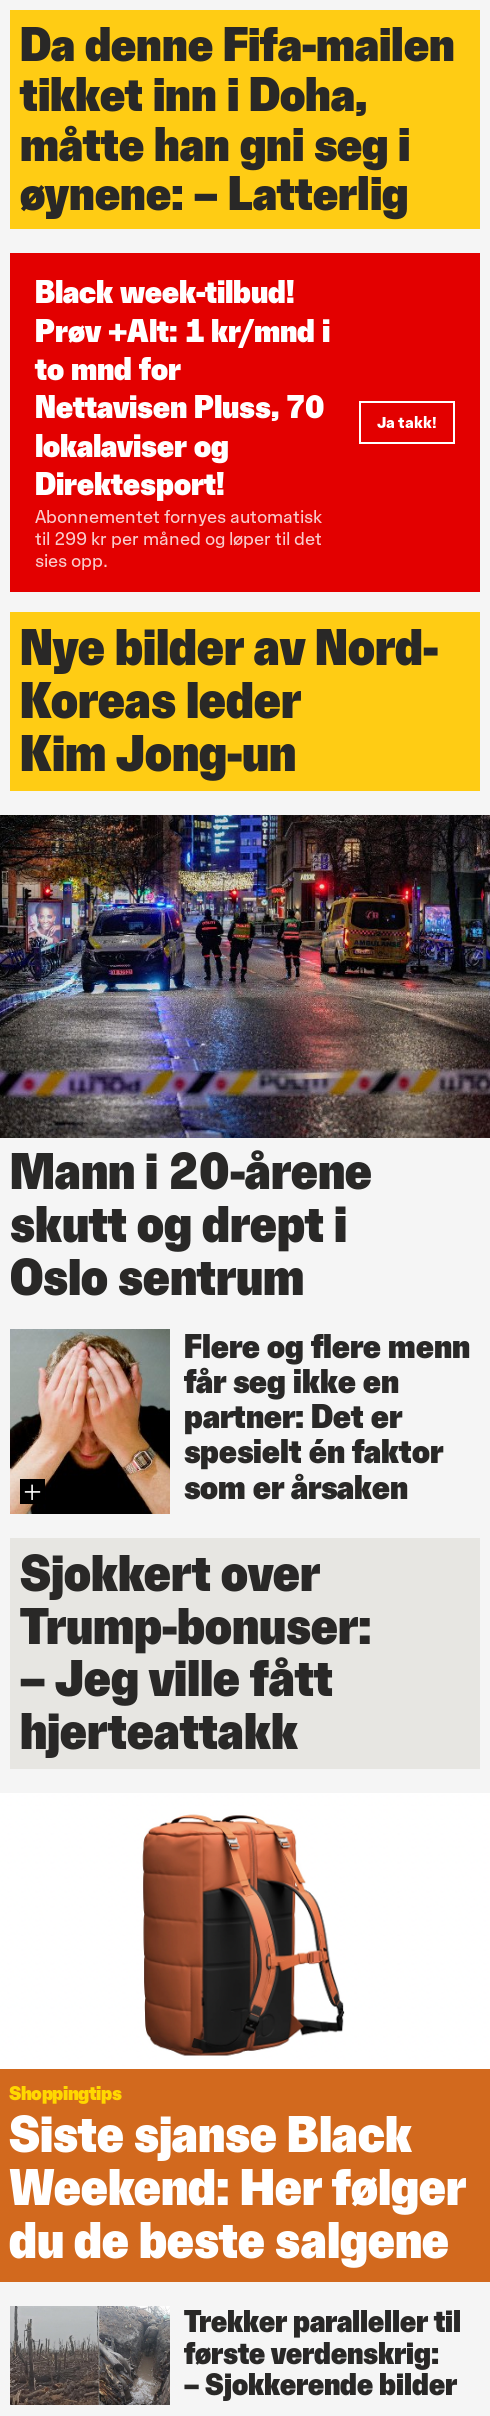 Da denne Fifa-mailen
tikket inn i Doha,
måtte han gni seg i
øynene: – Latterlig
Black week-tilbud!
Prøv +Alt: 1 kr/mnd i
to mnd for
Nettavisen Pluss, 70
lokalaviser og
Direktesport!
Abonnementet fornyes automatisk
til 299 kr per måned og løper til det
sies opp.
Ja takk!
Nye bilder av Nord-
Koreas leder
Kim Jong-un
HOTEL
AMBULANSE
POLITI
POLITI
Mann i 20-årene
skutt og drept i
Oslo sentrum
Flere og flere menn
får seg ikke en
partner: Det er
spesielt én faktor
som er årsaken
Sjokkert over
Trump-bonuser:
– Jeg ville fått
hjerteattakk
Shoppingtips
Siste sjanse Black
Weekend: Her følger
du de beste salgene
Trekker paralleller til
første verdenskrig:
– Sjokkerende bilder